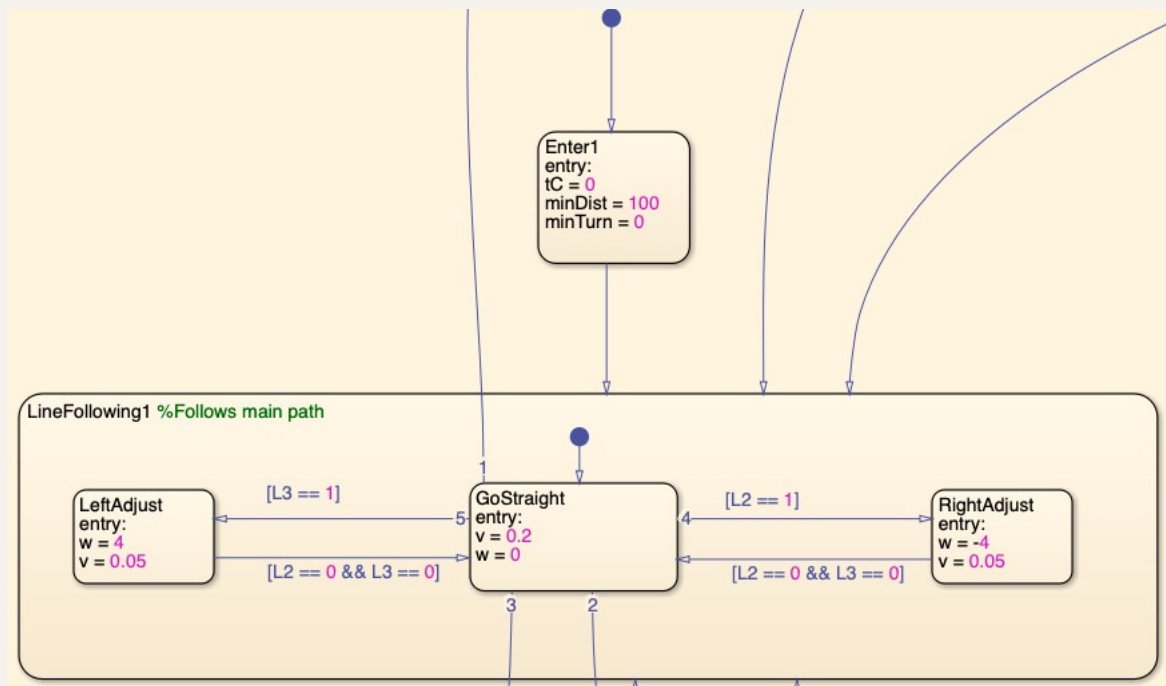 Enter1
entry:
tC = 0
minDist = 100
minTurn = 0
LineFollowing1 %Follows main path
1
LeftAdjust
entry:
w = 4
v = 0.05
[L3 == 1]
5
[L2 == 0 && L3 == 0]
GoStraight
entry:
v = 0.2
w = 0
4
[L2 == 1]
[L2 == 0 && L3 == 0]
RightAdjust
entry:
w = -4
v = 0.05
3
2